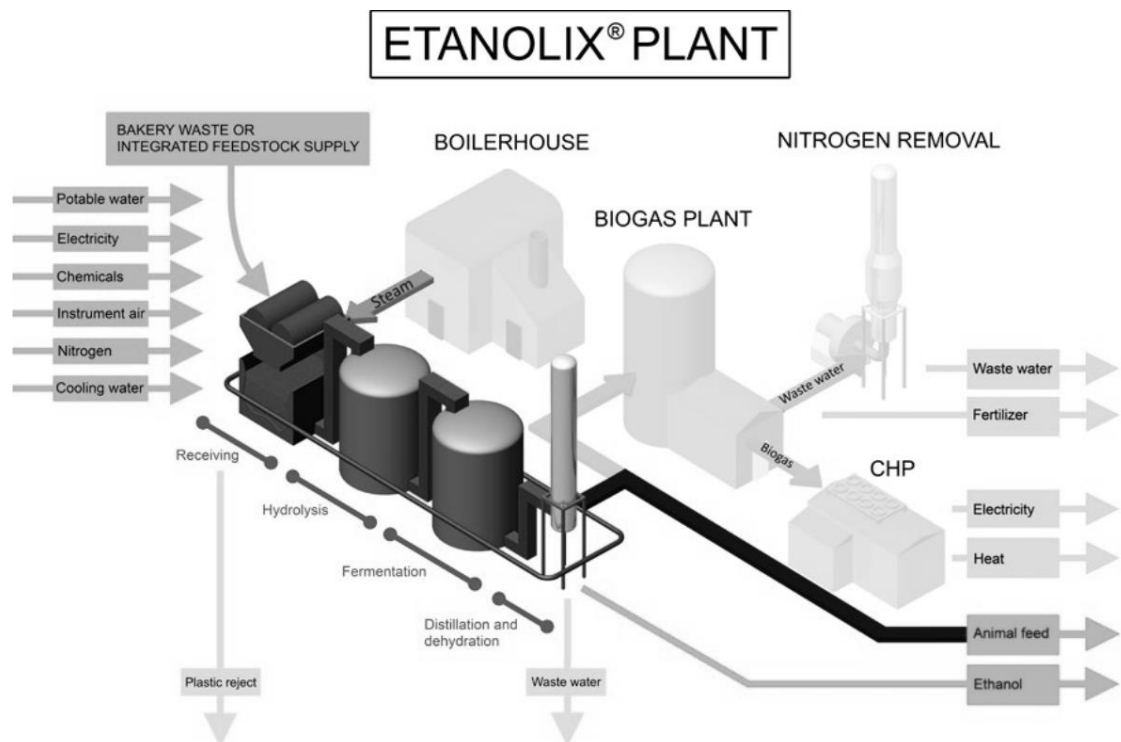 ETANOLIX® PLANT
BAKERY WASTE OR
INTEGRATED FEEDSTOCK SUPPLY
BOILERHOUSE
NITROGEN REMOVAL
BIOGAS PLANT
Potable water
Electricity
Chemicals
Instrument air
Nitrogen
Cooling water
Steam
Waste water
Biogas
CHP
Waste water
Fertilizer
Electricity
Heat
Animal feed
Ethanol
Receiving
Hydrolysis
Fermentation
Distillation and
dehydration
Plastic reject
Waste water